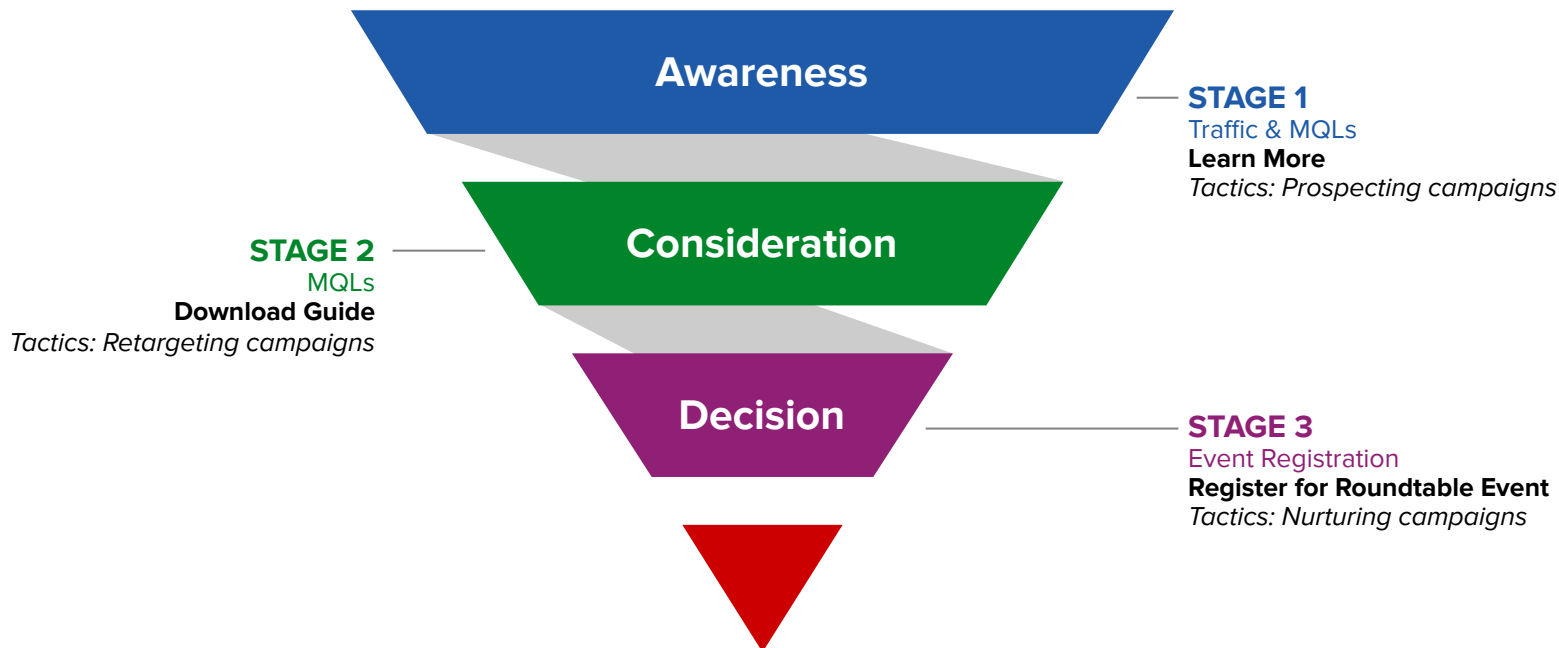 Awareness
STAGE 1
Traffic & MQLs
Learn More
Tactics: Prospecting campaigns
Consideration
STAGE 2
MQLs
Download Guide
Tactics: Retargeting campaigns
Decision
STAGE 3
Event Registration
Register for Roundtable Event
Tactics: Nurturing campaigns